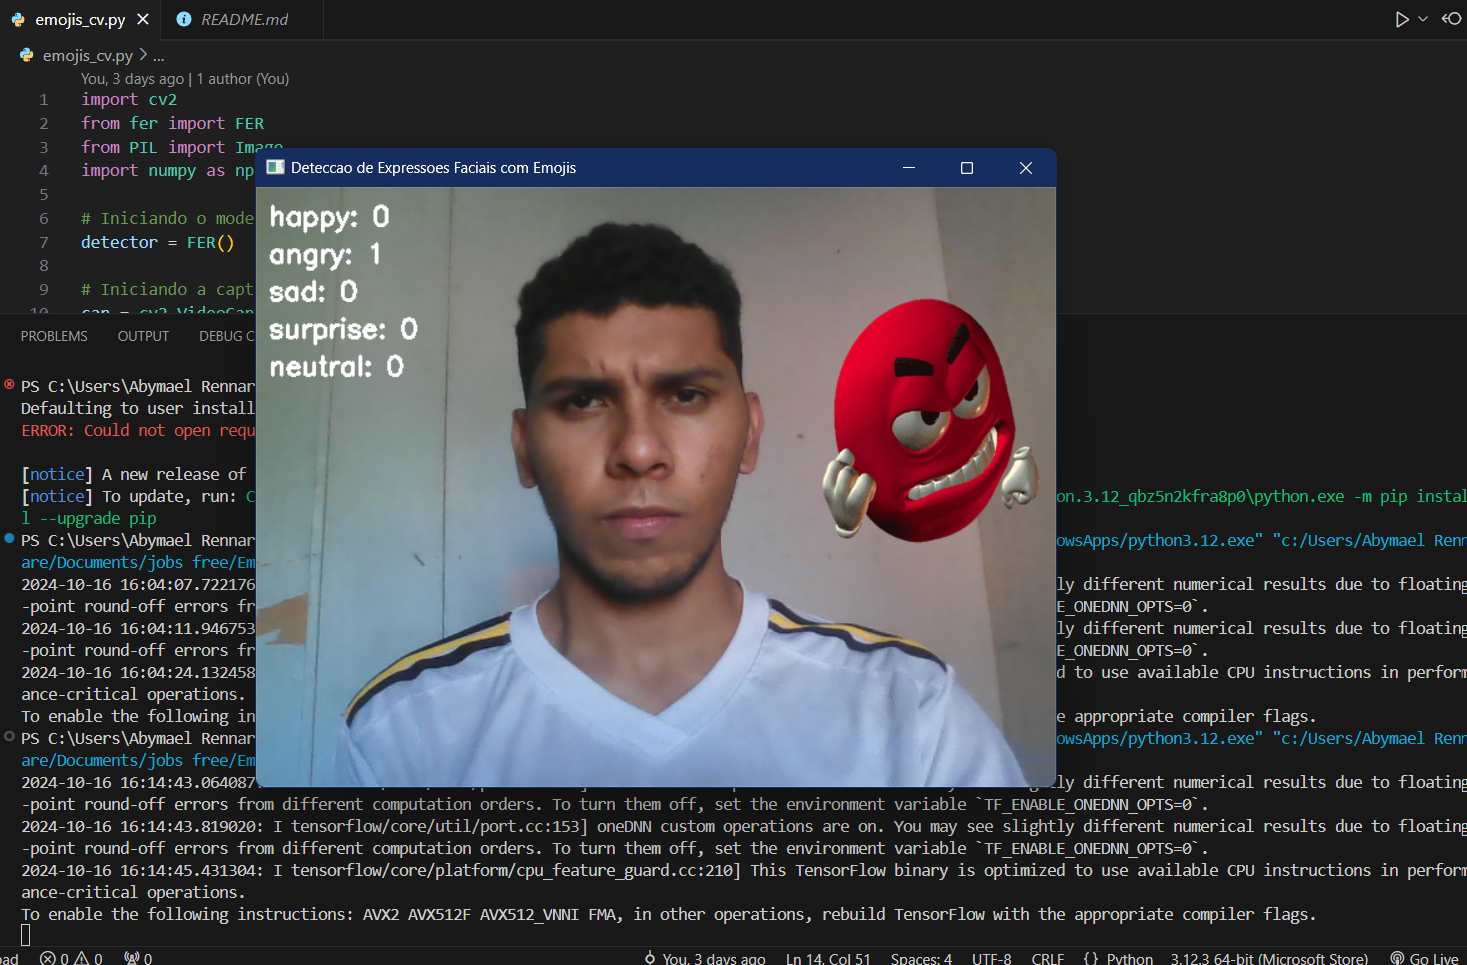 emojis_cv.py
README.md
emojis_cv.py > ...
You, 3 days ago | 1 author (You)
1 import cv2
2 from fer import FER
3 from PIL import Image
4 import numpy as np
5
6 # Iniciando o mode
7 detector = FER()
8
9 # Iniciando a capt
10 cap = cv2.VideoCap
Deteccao de Expressoes Faciais com Emojis
happy: 0
angry: 1
sad: 0
surprise: 0
neutral: 0
PROBLEMS OUTPUT DEBUG C
PS C:\Users\Abymael Rennar
Defaulting to user install
ERROR: Could not open requ
[notice] A new release of
[notice] To update, run: C on.3.12_qbz5n2kfra8p0\python.exe -m pip instal
l --upgrade pip
PS C:\Users\Abymael Rennar owsApps/python3.12.exe" "c:/Users/Abymael Renn
are/Documents/jobs free/Em
2024-10-16 16:04:07.722176 ly different numerical results due to floating
-point round-off errors fr E_ONEDNN_OPTS=0`.
2024-10-16 16:04:11.946753 ly different numerical results due to floating
-point round-off errors fr E_ONEDNN_OPTS=0`.
2024-10-16 16:04:24.132458 d to use available CPU instructions in perform
ance-critical operations.
To enable the following in e appropriate compiler flags.
PS C:\Users\Abymael Rennar owsApps/python3.12.exe" "c:/Users/Abymael Renn
are/Documents/jobs free/Em
2024-10-16 16:14:43.064087 ly different numerical results due to floating
-point round-off errors from different computation orders. To turn them off, set the environment variable `TF_ENABLE_ONEDNN_OPTS=0`.
2024-10-16 16:14:43.819020: I tensorflow/core/util/port.cc:153] oneDNN custom operations are on. You may see slightly different numerical results due to floating
-point round-off errors from different computation orders. To turn them off, set the environment variable `TF_ENABLE_ONEDNN_OPTS=0`.
2024-10-16 16:14:45.431304: I tensorflow/core/platform/cpu_feature_guard.cc:210] This TensorFlow binary is optimized to use available CPU instructions in perform
ance-critical operations.
To enable the following instructions: AVX2 AVX512F AVX512_VNNI FMA, in other operations, rebuild TensorFlow with the appropriate compiler flags.
oad 0 0 0 You, 3 days ago Ln 14, Col 51 Spaces: 4 UTF-8 CRLF {} Python 3.12.3 64-bit (Microsoft Store) Go Live